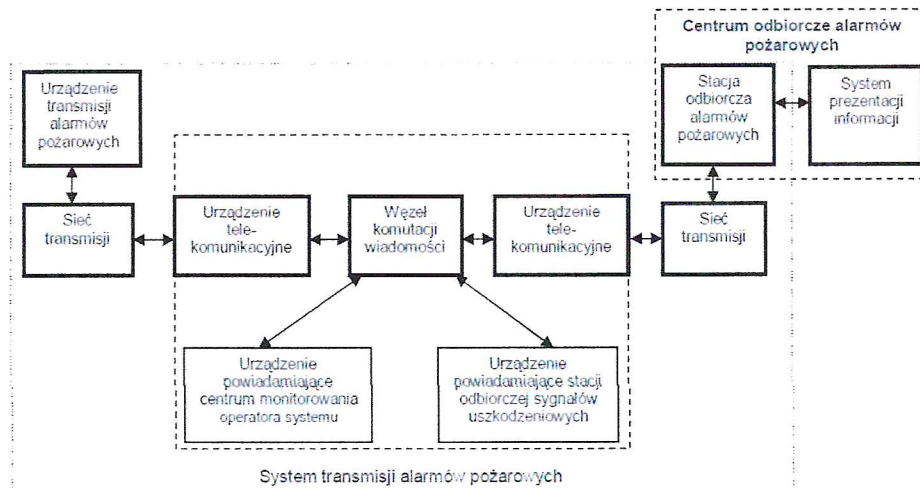 Centrum odbiorcze alarmów
pożarowych
Urządzenie
transmisji
alarmów
pożarowych
Stacja
odbiorcza
alarmów
pożarowych
System
prezentacji
informacji
Sieć
transmisji
Urządzenie
tele-
komunikacyjne
Węzeł
komutacji
wiadomości
Urządzenie
tele-
komunikacyjne
Sieć
transmisji
Urządzenie
powiadamiające
centrum monitorowania
operatora systemu
Urządzenie
powiadamiające stacji
odbiorczej sygnałów
uszkodzeniowych
System transmisji alarmów pożarowych